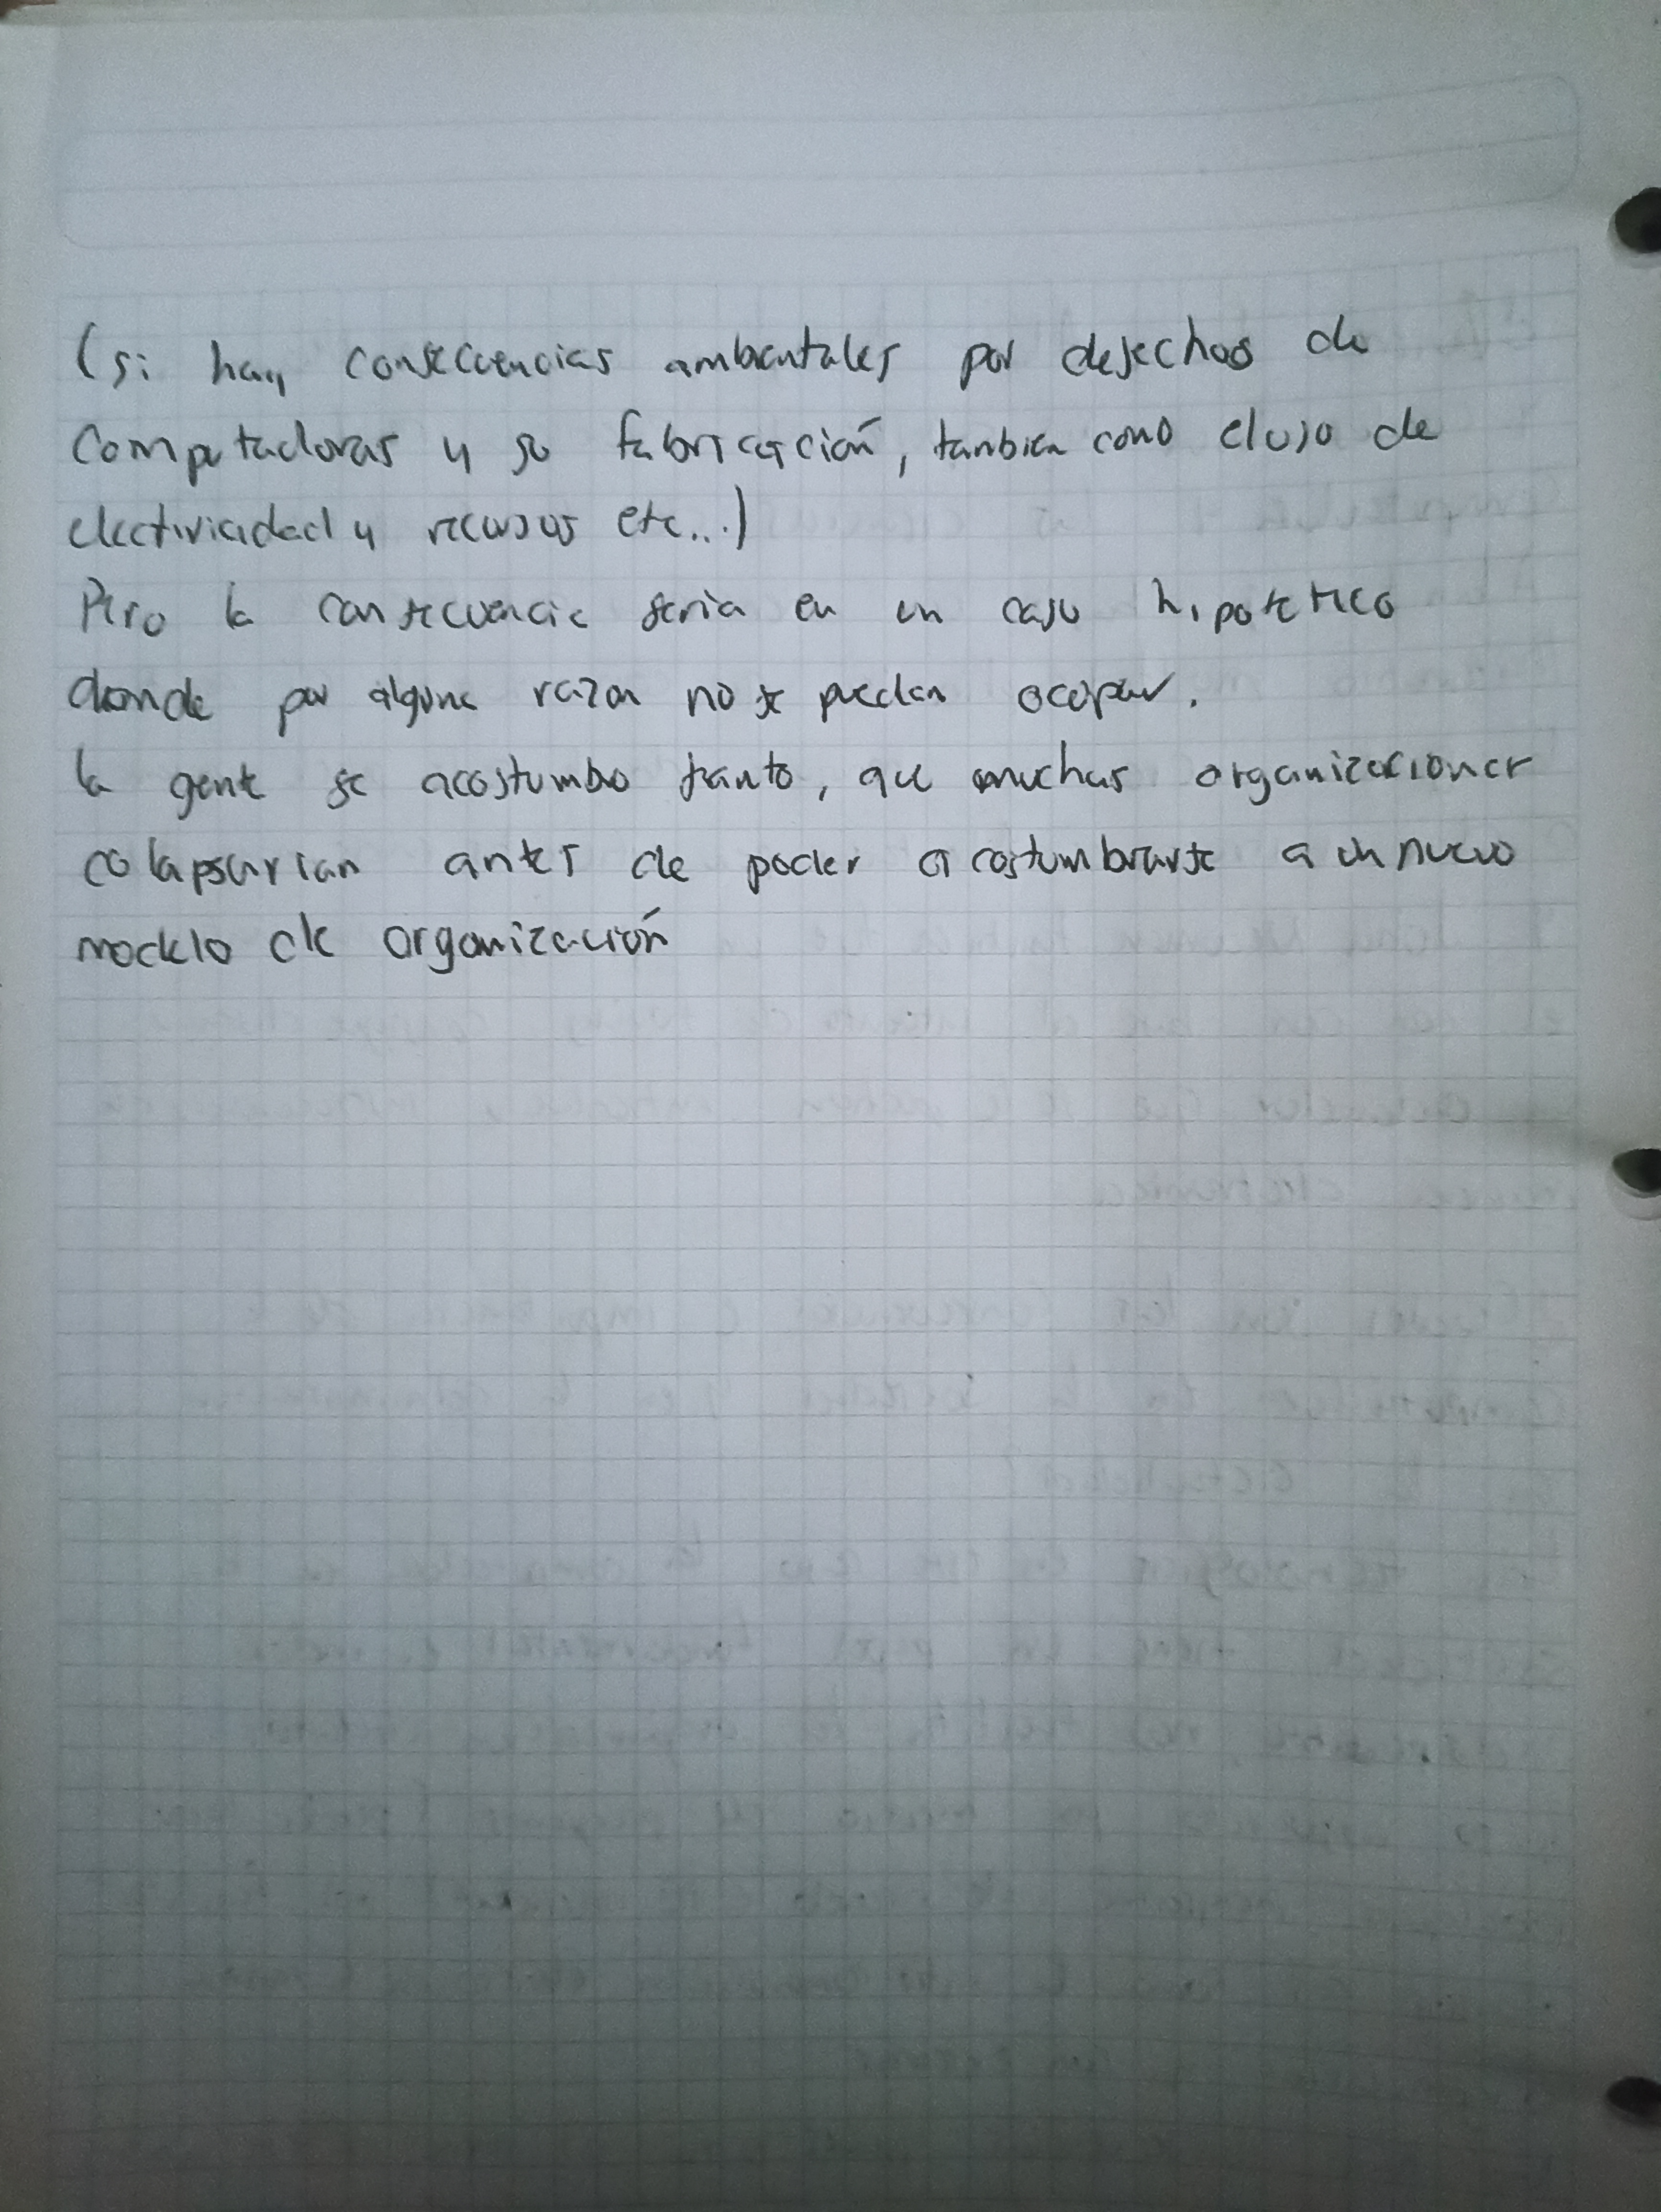 (si hay consecuencias ambientales por desechos de
Computadoras y su fabricación, tambien como el uso de
electricidad y recursos etc...)
Pero la consecuencia seria en un caso hipotetico
donde por alguna razon no se puedan ocupar.
la gente se acostumbo tanto, que muchas organizaciones
colapsarian antes de poder acostumbrarse a un nuevo
modelo de organización